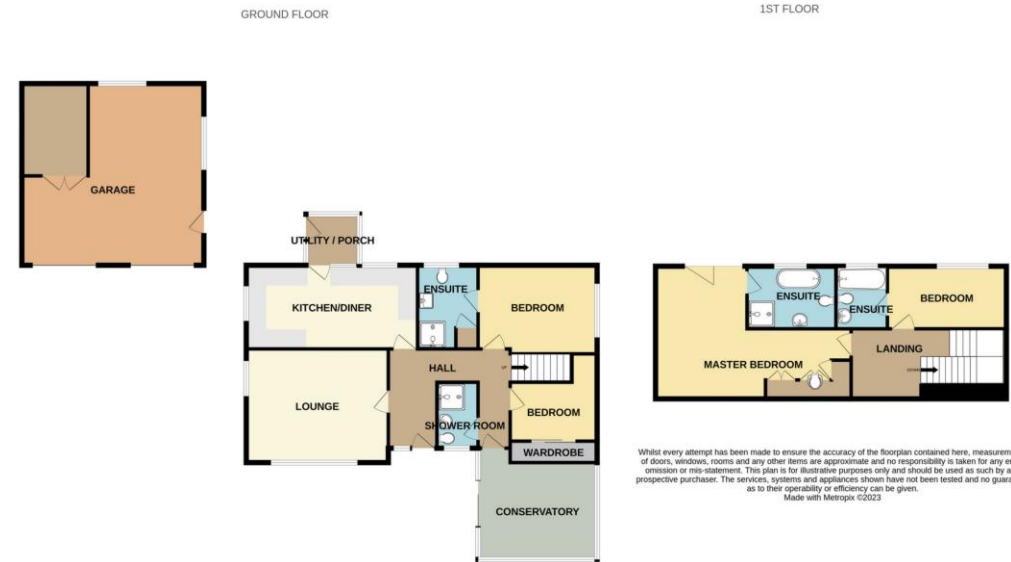 GROUND FLOOR
1ST FLOOR
GARAGE
UTILITY / PORCH
KITCHEN/DINER
ENSUITE
BEDROOM
HALL
UP
LOUNGE
SHOWER ROOM
BEDROOM
WARDROBE
CONSERVATORY
ENSUITE
ENSUITE
BEDROOM
MASTER BEDROOM
LANDING
DOWN
Whilst every attempt has been made to ensure the accuracy of the floorplan contained here, measurem
of doors, windows, rooms and any other items are approximate and no responsibility is taken for any er
omission or mis-statement. This plan is for illustrative purposes only and should be used as such by a
prospective purchaser. The services, systems and appliances shown have not been tested and no guara
as to their operability or efficiency can be given.
Made with Metropix ©2023